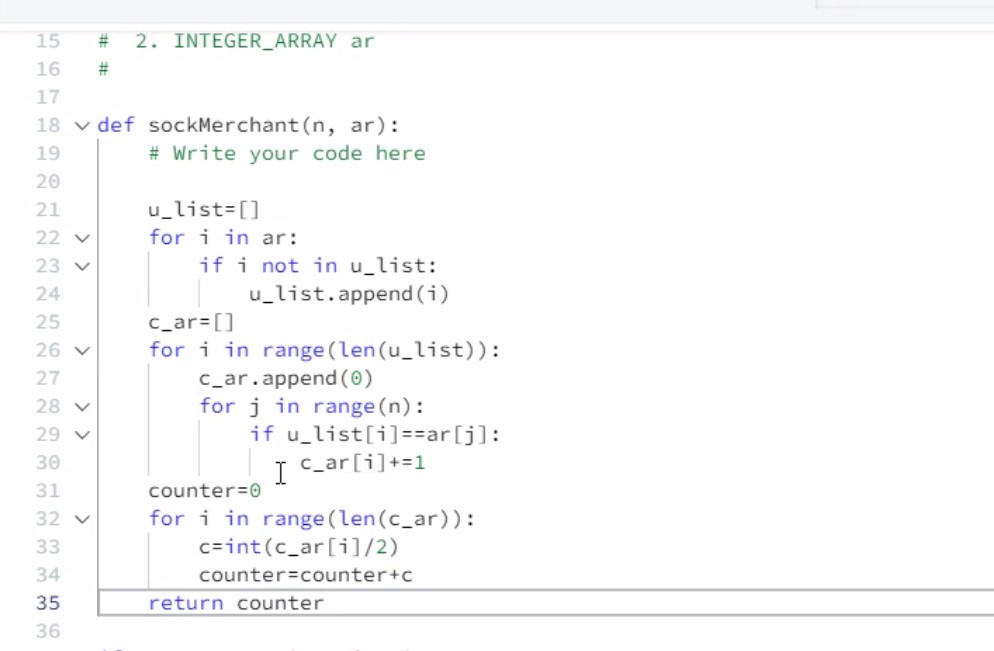 15 #  2. INTEGER_ARRAY ar
16 #
17
18 def sockMerchant(n, ar):
19     # Write your code here
20
21     u_list=[]
22     for i in ar:
23         if i not in u_list:
24             u_list.append(i)
25     c_ar=[]
26     for i in range(len(u_list)):
27         c_ar.append(0)
28         for j in range(n):
29             if u_list[i]==ar[j]:
30                 c_ar[i]+=1
31     counter=0
32     for i in range(len(c_ar)):
33         c=int(c_ar[i]/2)
34         counter=counter+c
35     return counter
36